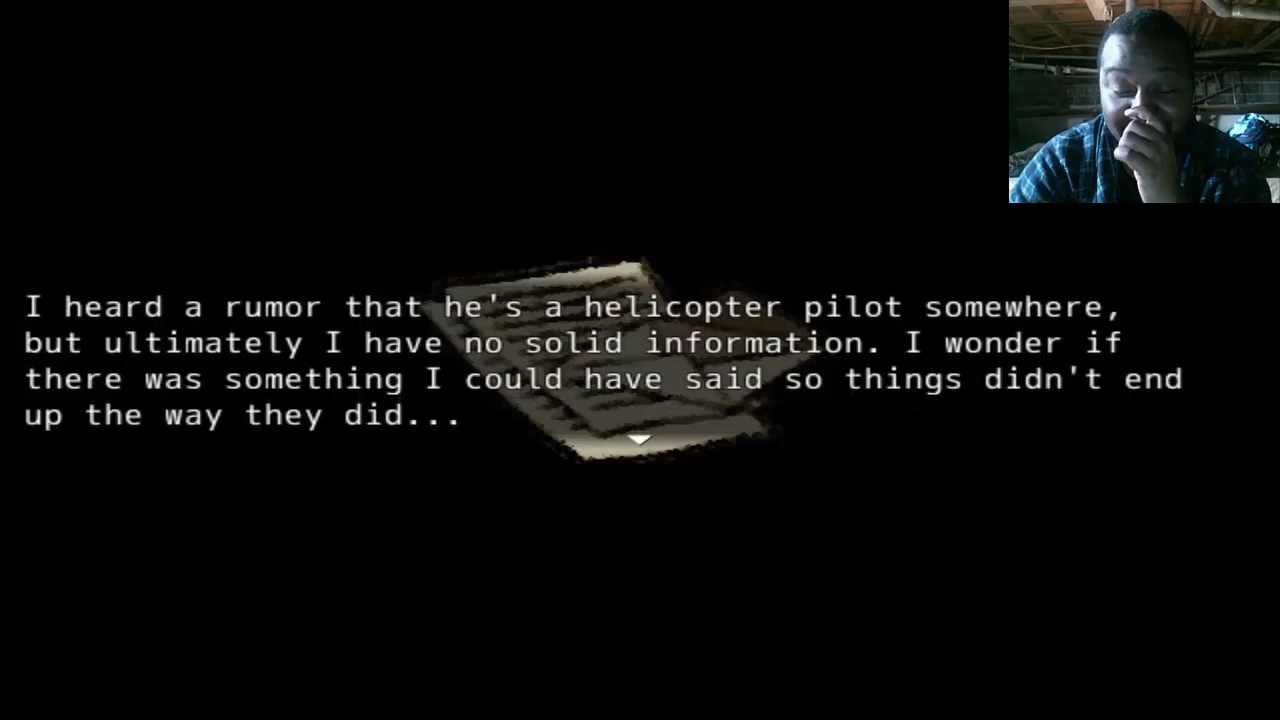 I heard a rumor that he's a helicopter pilot somewhere,
but ultimately I have no solid information. I wonder if
there was something I could have said so things didn't end
up the way they did...